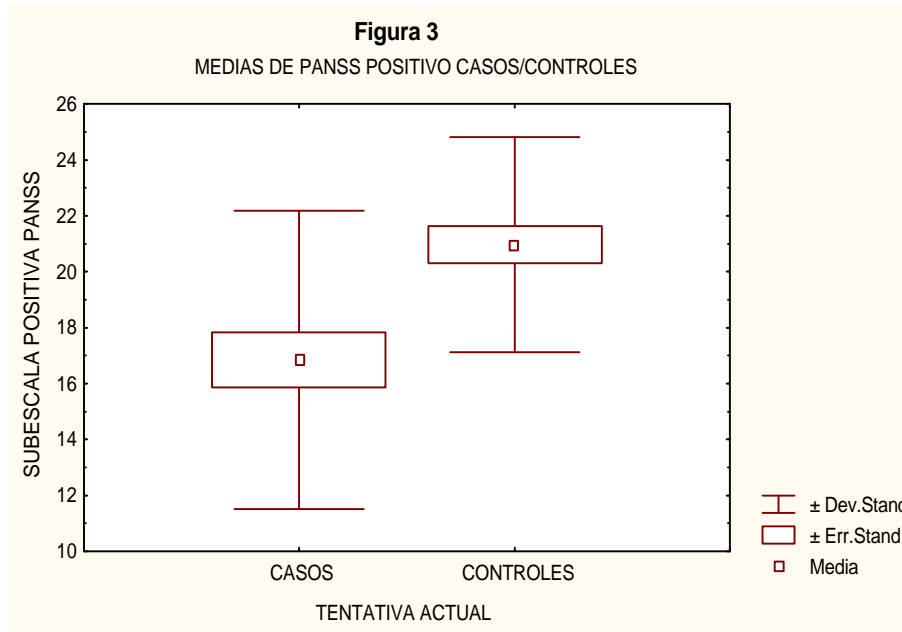 Figura 3
MEDIAS DE PANSS POSITIVO CASOS/CONTROLES
SUBESCALA POSITIVA PANSS
26
24
22
20
18
16
14
12
10
CASOS CONTROLES
TENTATIVA ACTUAL
± Dev.Stand
± Err.Stand
Media